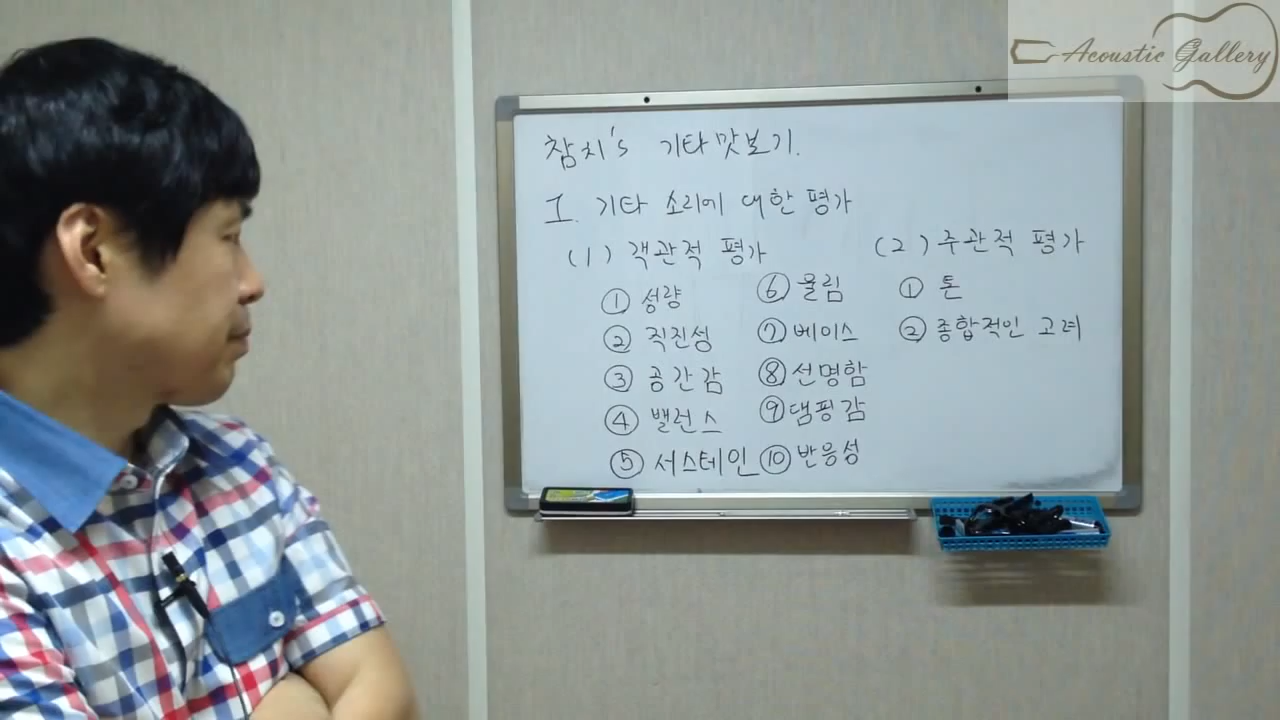 Acoustic Gallery
참치's 기타맛보기.
1. 기타 소리에 대한 평가
(1) 객관적 평가
① 성량
② 직진성
③ 공간감
④ 밸런스
⑤ 서스테인
⑥ 울림
⑦ 베이스
⑧ 선명함
⑨ 댐핑감
⑩ 반응성
(2) 주관적 평가
① 톤
② 종합적인 고려